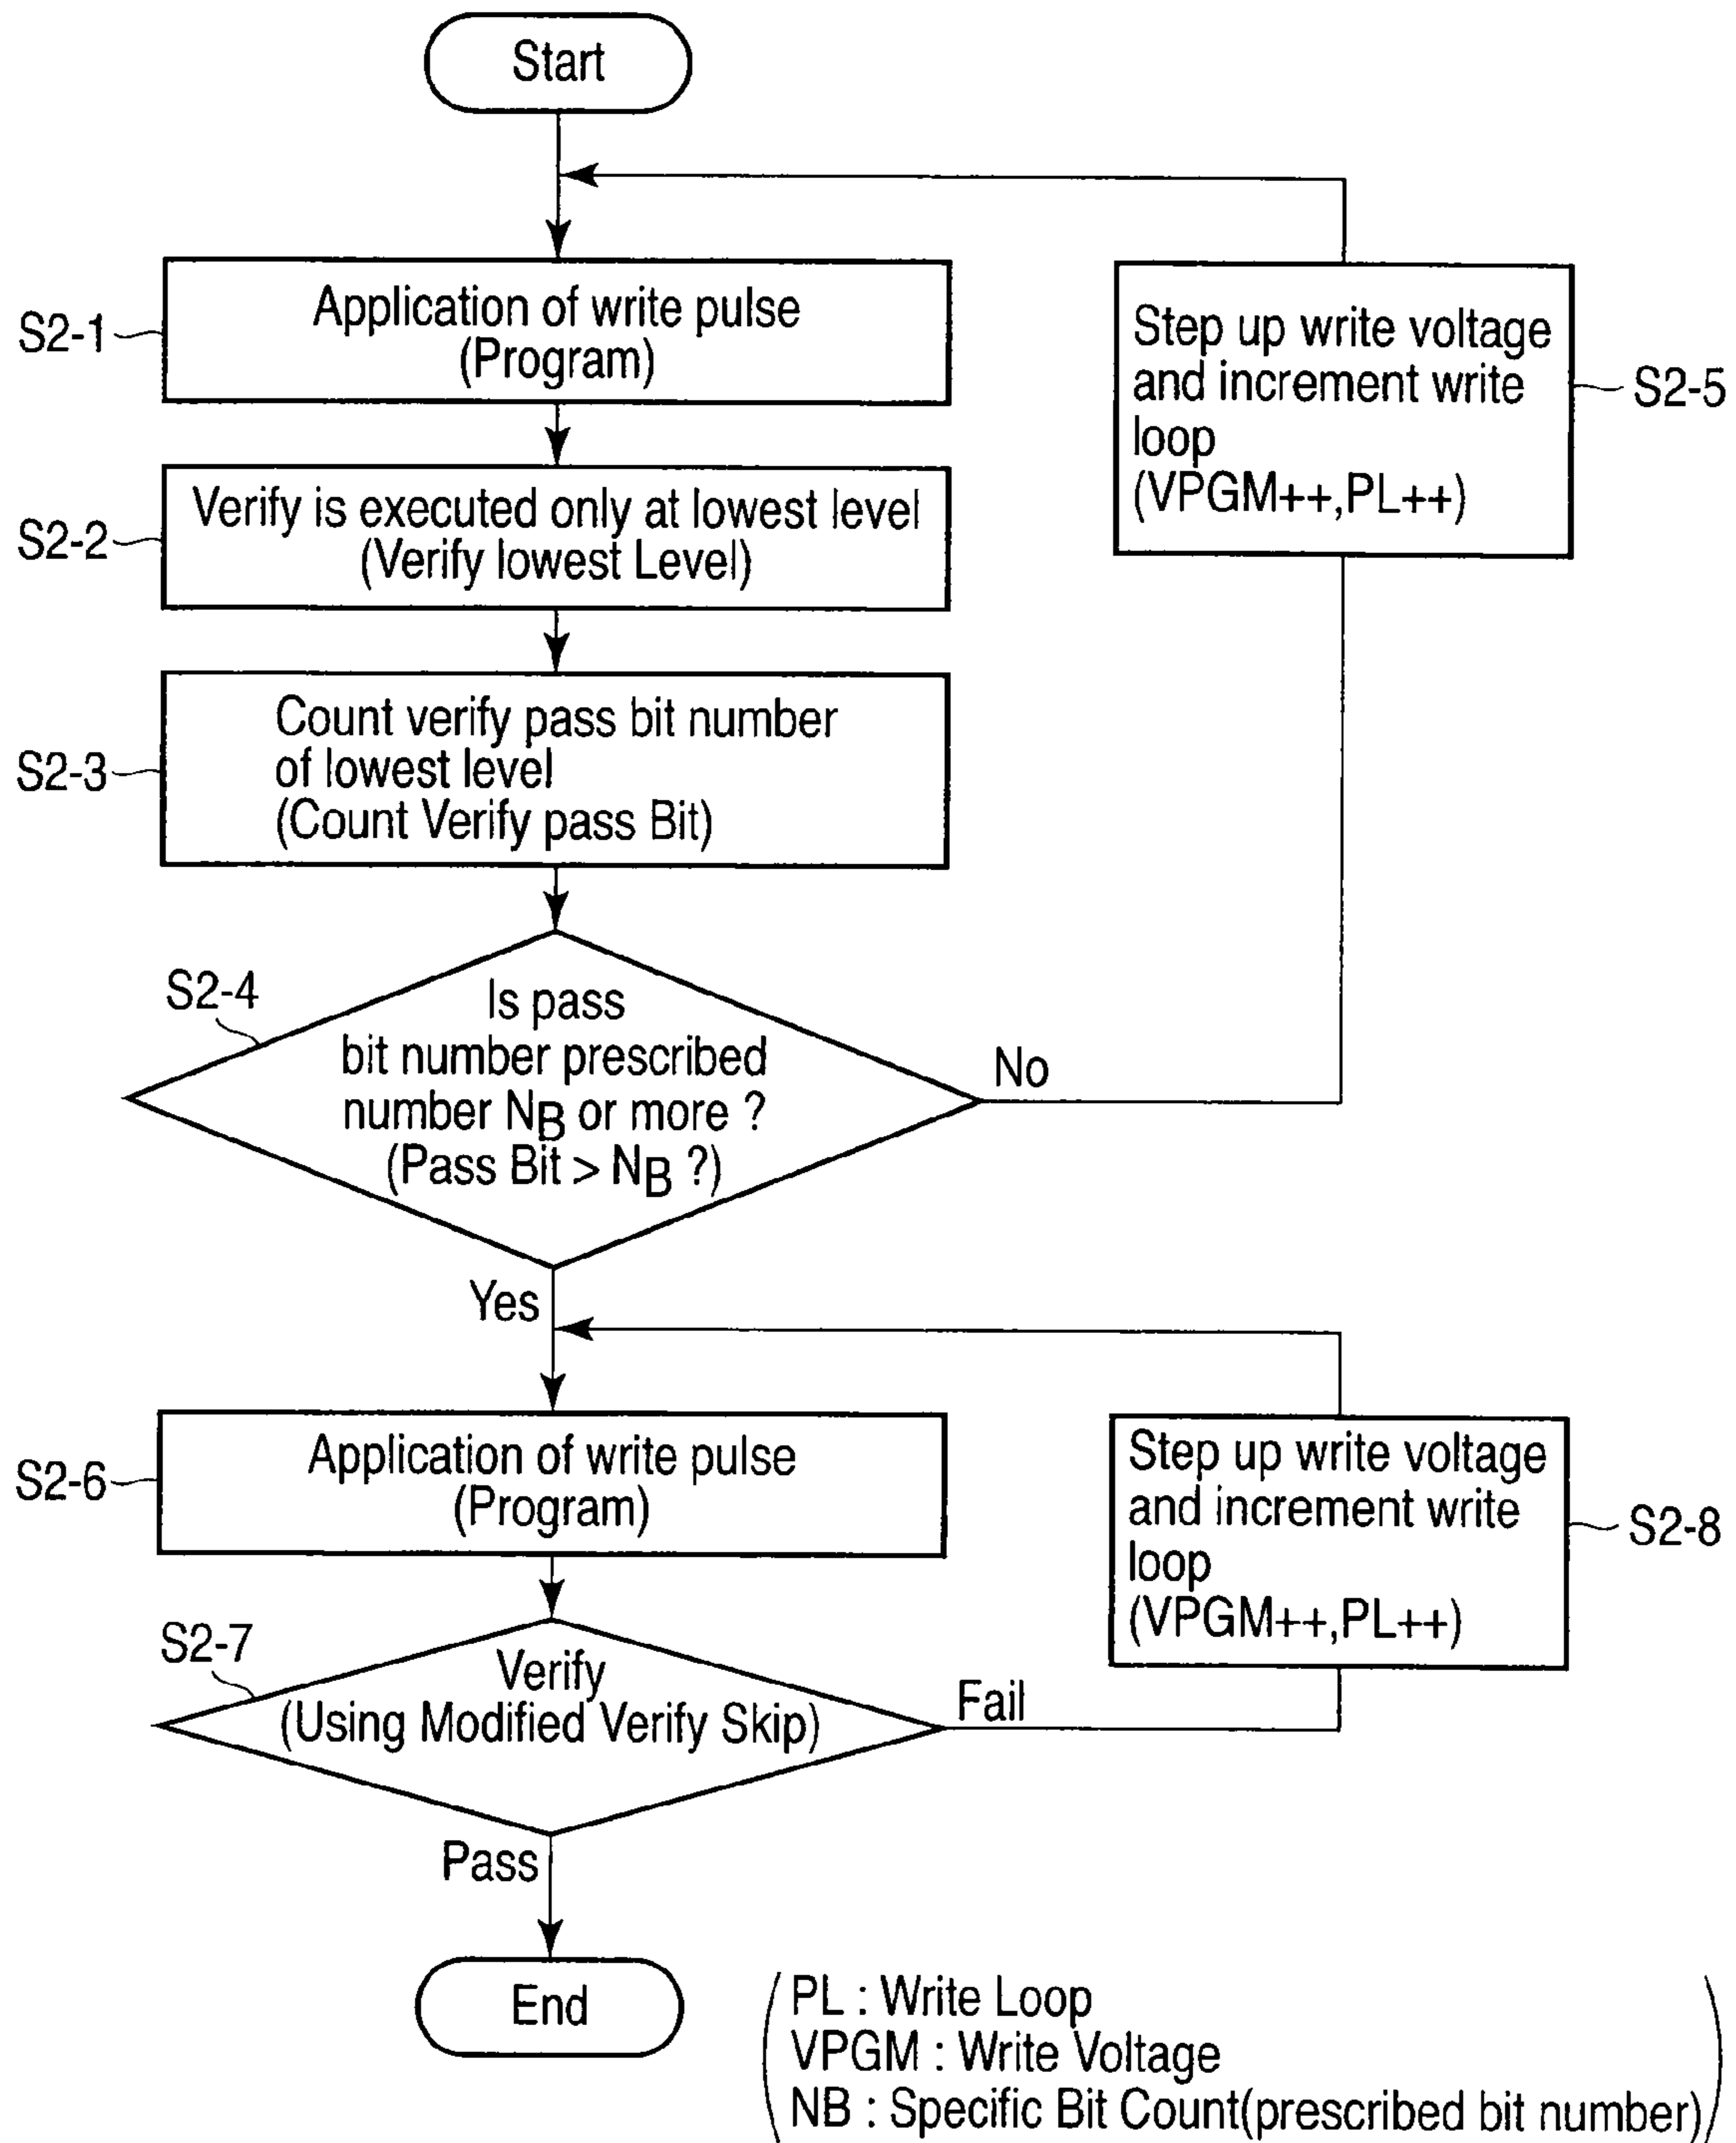 Start
S2-1
Application of write pulse
(Program)
Step up write voltage
and increment write
loop
(VPGM++,PL++)
S2-5
S2-2
Verify is executed only at lowest level
(Verify lowest Level)
S2-3
Count verify pass bit number
of lowest level
(Count Verify pass Bit)
S2-4
Is pass
bit number prescribed
number NB or more ?
(Pass Bit > NB ?)
No
Yes
S2-6
Application of write pulse
(Program)
Step up write voltage
and increment write
loop
(VPGM++,PL++)
S2-8
S2-7
Verify
(Using Modified Verify Skip)
Fail
Pass
End
PL : Write Loop
VPGM : Write Voltage
NB : Specific Bit Count(prescribed bit number)